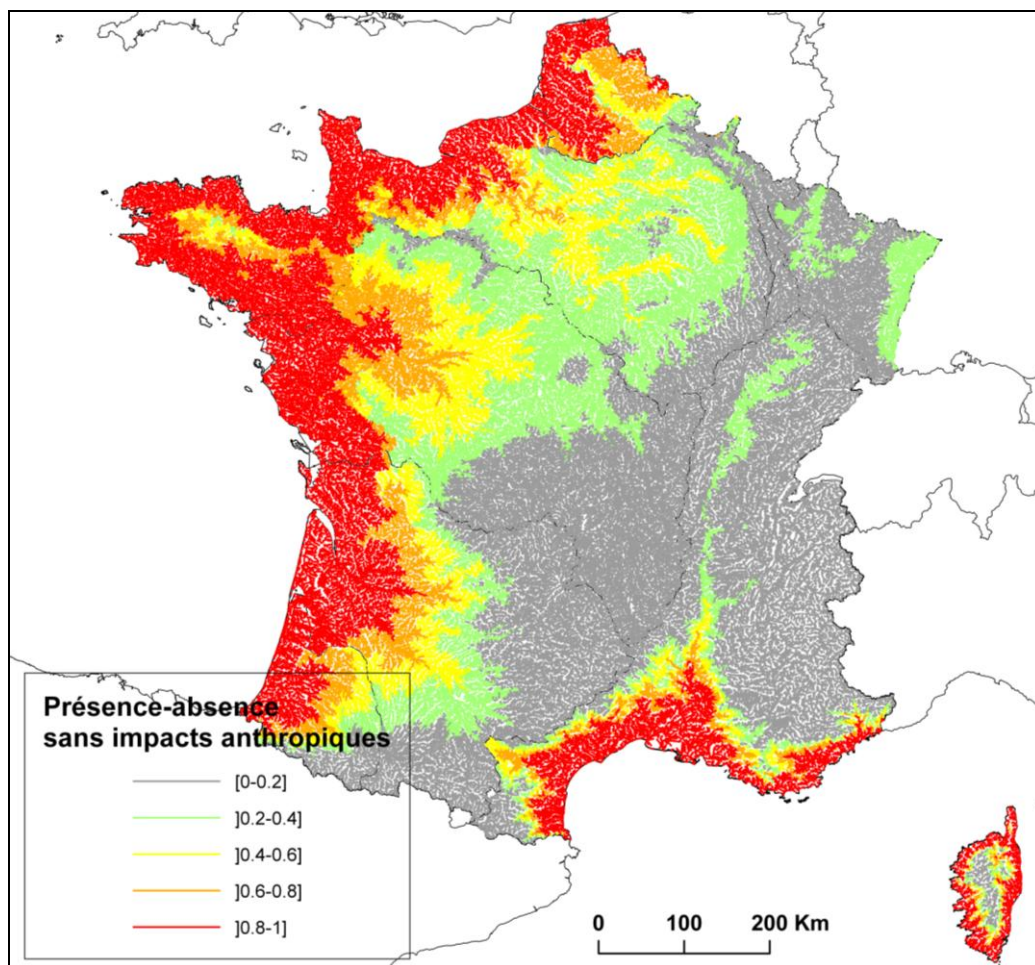 Présence-absence
sans impacts anthropiques
]0-0.2]
]0.2-0.4]
]0.4-0.6]
]0.6-0.8]
]0.8-1]
0 100 200 Km